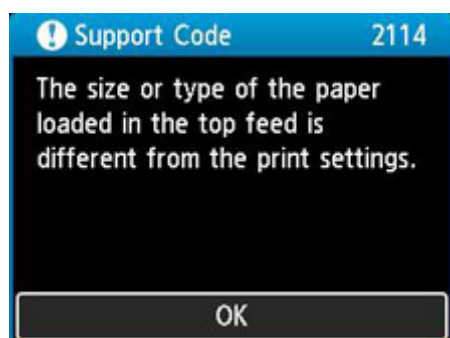 Support Code 2114
The size or type of the paper
loaded in the top feed is
different from the print settings.
OK